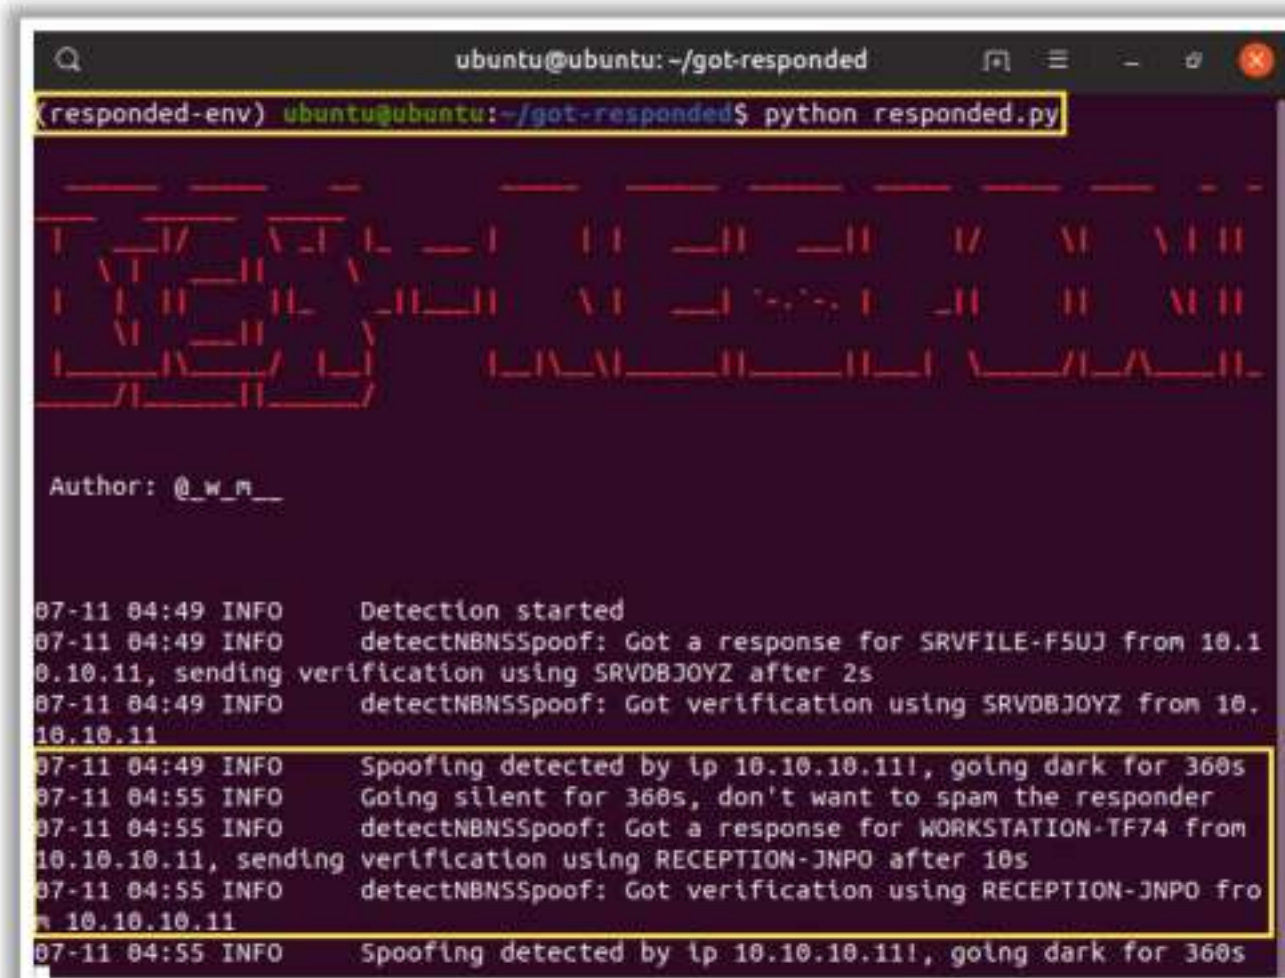 ubuntu@ubuntu: ~/got-responded
(responded-env) ubuntu@ubuntu:~/got-responded$ python responded.py
Author: @_w_m__
07-11 04:49 INFO Detection started
07-11 04:49 INFO detectNBNSSpoof: Got a response for SRVFILE-F5UJ from 10.1
0.10.11, sending verification using SRVDBJOYZ after 2s
07-11 04:49 INFO detectNBNSSpoof: Got verification using SRVDBJOYZ from 10.
10.10.11
07-11 04:49 INFO Spoofing detected by ip 10.10.10.11!, going dark for 360s
07-11 04:55 INFO Going silent for 360s, don't want to spam the responder
07-11 04:55 INFO detectNBNSSpoof: Got a response for WORKSTATION-TF74 from
10.10.10.11, sending verification using RECEPTION-JNPO after 10s
07-11 04:55 INFO detectNBNSSpoof: Got verification using RECEPTION-JNPO fro
m 10.10.10.11
07-11 04:55 INFO Spoofing detected by ip 10.10.10.11!, going dark for 360s